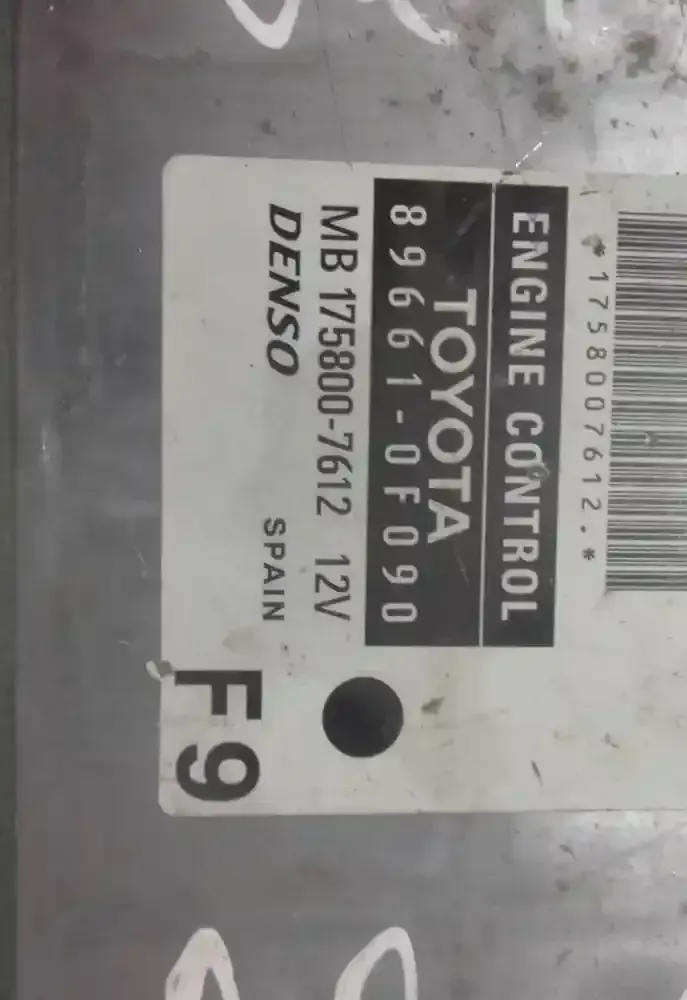 *1758007612.*
ENGINE CONTROL
TOYOTA
89661-0F090
MB 175800-7612 12V
DENSO SPAIN
F9